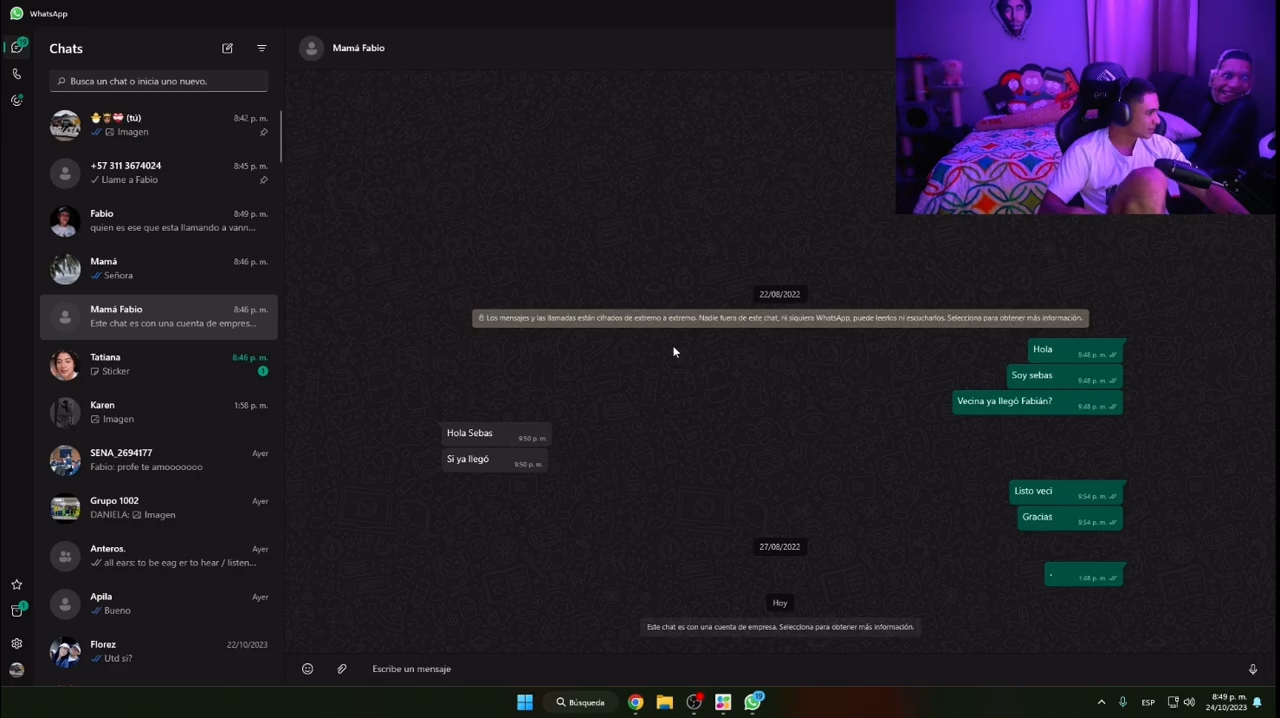 WhatsApp
Chats
Busca un chat o inicia uno nuevo.
(tú)
8:42 p. m.
Imagen
+57 311 3674024
8:45 p. m.
Llame a Fabio
Fabio
8:49 p. m.
quien es ese que esta llamando a vann...
Mamá
8:46 p. m.
Señora
Mamá Fabio
8:46 p. m.
Este chat es con una cuenta de empres...
Tatiana
8:46 p. m.
Sticker
1
Karen
1:58 p. m.
Imagen
SENA_2694177
Ayer
Fabio: profe te amooooooo
Grupo 1002
Ayer
DANIELA: Imagen
Anteros.
Ayer
all ears: to be eag er to hear / listen...
Apila
Ayer
Bueno
Florez
22/10/2023
Utd si?
Mamá Fabio
22/08/2022
Los mensajes y las llamadas están cifrados de extremo a extremo. Nadie fuera de este chat, ni siquiera WhatsApp, puede leerlos ni escucharlos. Selecciona para obtener más información.
Hola
9:48 p. m.
Soy sebas
9:48 p. m.
Vecina ya llegó Fabián?
9:48 p. m.
Hola Sebas
9:50 p. m.
Si ya llegó
9:50 p. m.
Listo veci
9:54 p. m.
Gracias
9:54 p. m.
27/08/2022
.
1:48 p. m.
Hoy
Este chat es con una cuenta de empresa. Selecciona para obtener más información.
Escribe un mensaje
Búsqueda
19
ESP
8:49 p. m.
24/10/2023